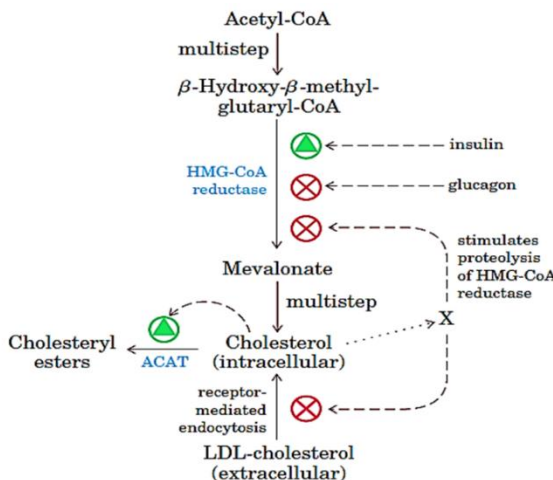 Acetyl-CoA
multistep
β-Hydroxy-β-methyl-
glutaryl-CoA
insulin
HMG-CoA
reductase
glucagon
stimulates
proteolysis
of HMG-CoA
reductase
Mevalonate
multistep
X
Cholesteryl
esters
ACAT
Cholesterol
(intracellular)
receptor-
mediated
endocytosis
LDL-cholesterol
(extracellular)